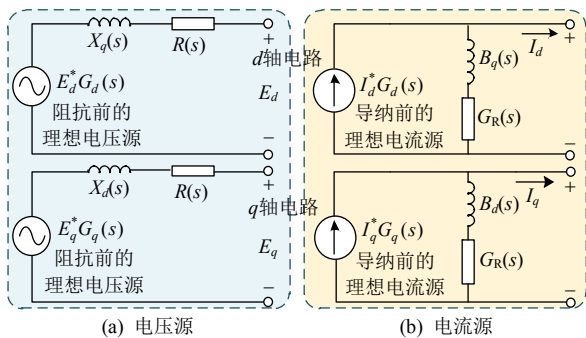 X_q(s)
R(s)
+
d轴电路
E_d^*G_d(s)
阻抗前的
理想电压源
E_d
−
X_d(s)
R(s)
+
q轴电路
E_q^*G_q(s)
阻抗前的
理想电压源
E_q
−
(a) 电压源
I_d
+
B_q(s)
I_d^*G_d(s)
导纳前的
理想电流源
G_R(s)
−
I_q
+
B_d(s)
I_q^*G_q(s)
导纳前的
理想电流源
G_R(s)
−
(b) 电流源